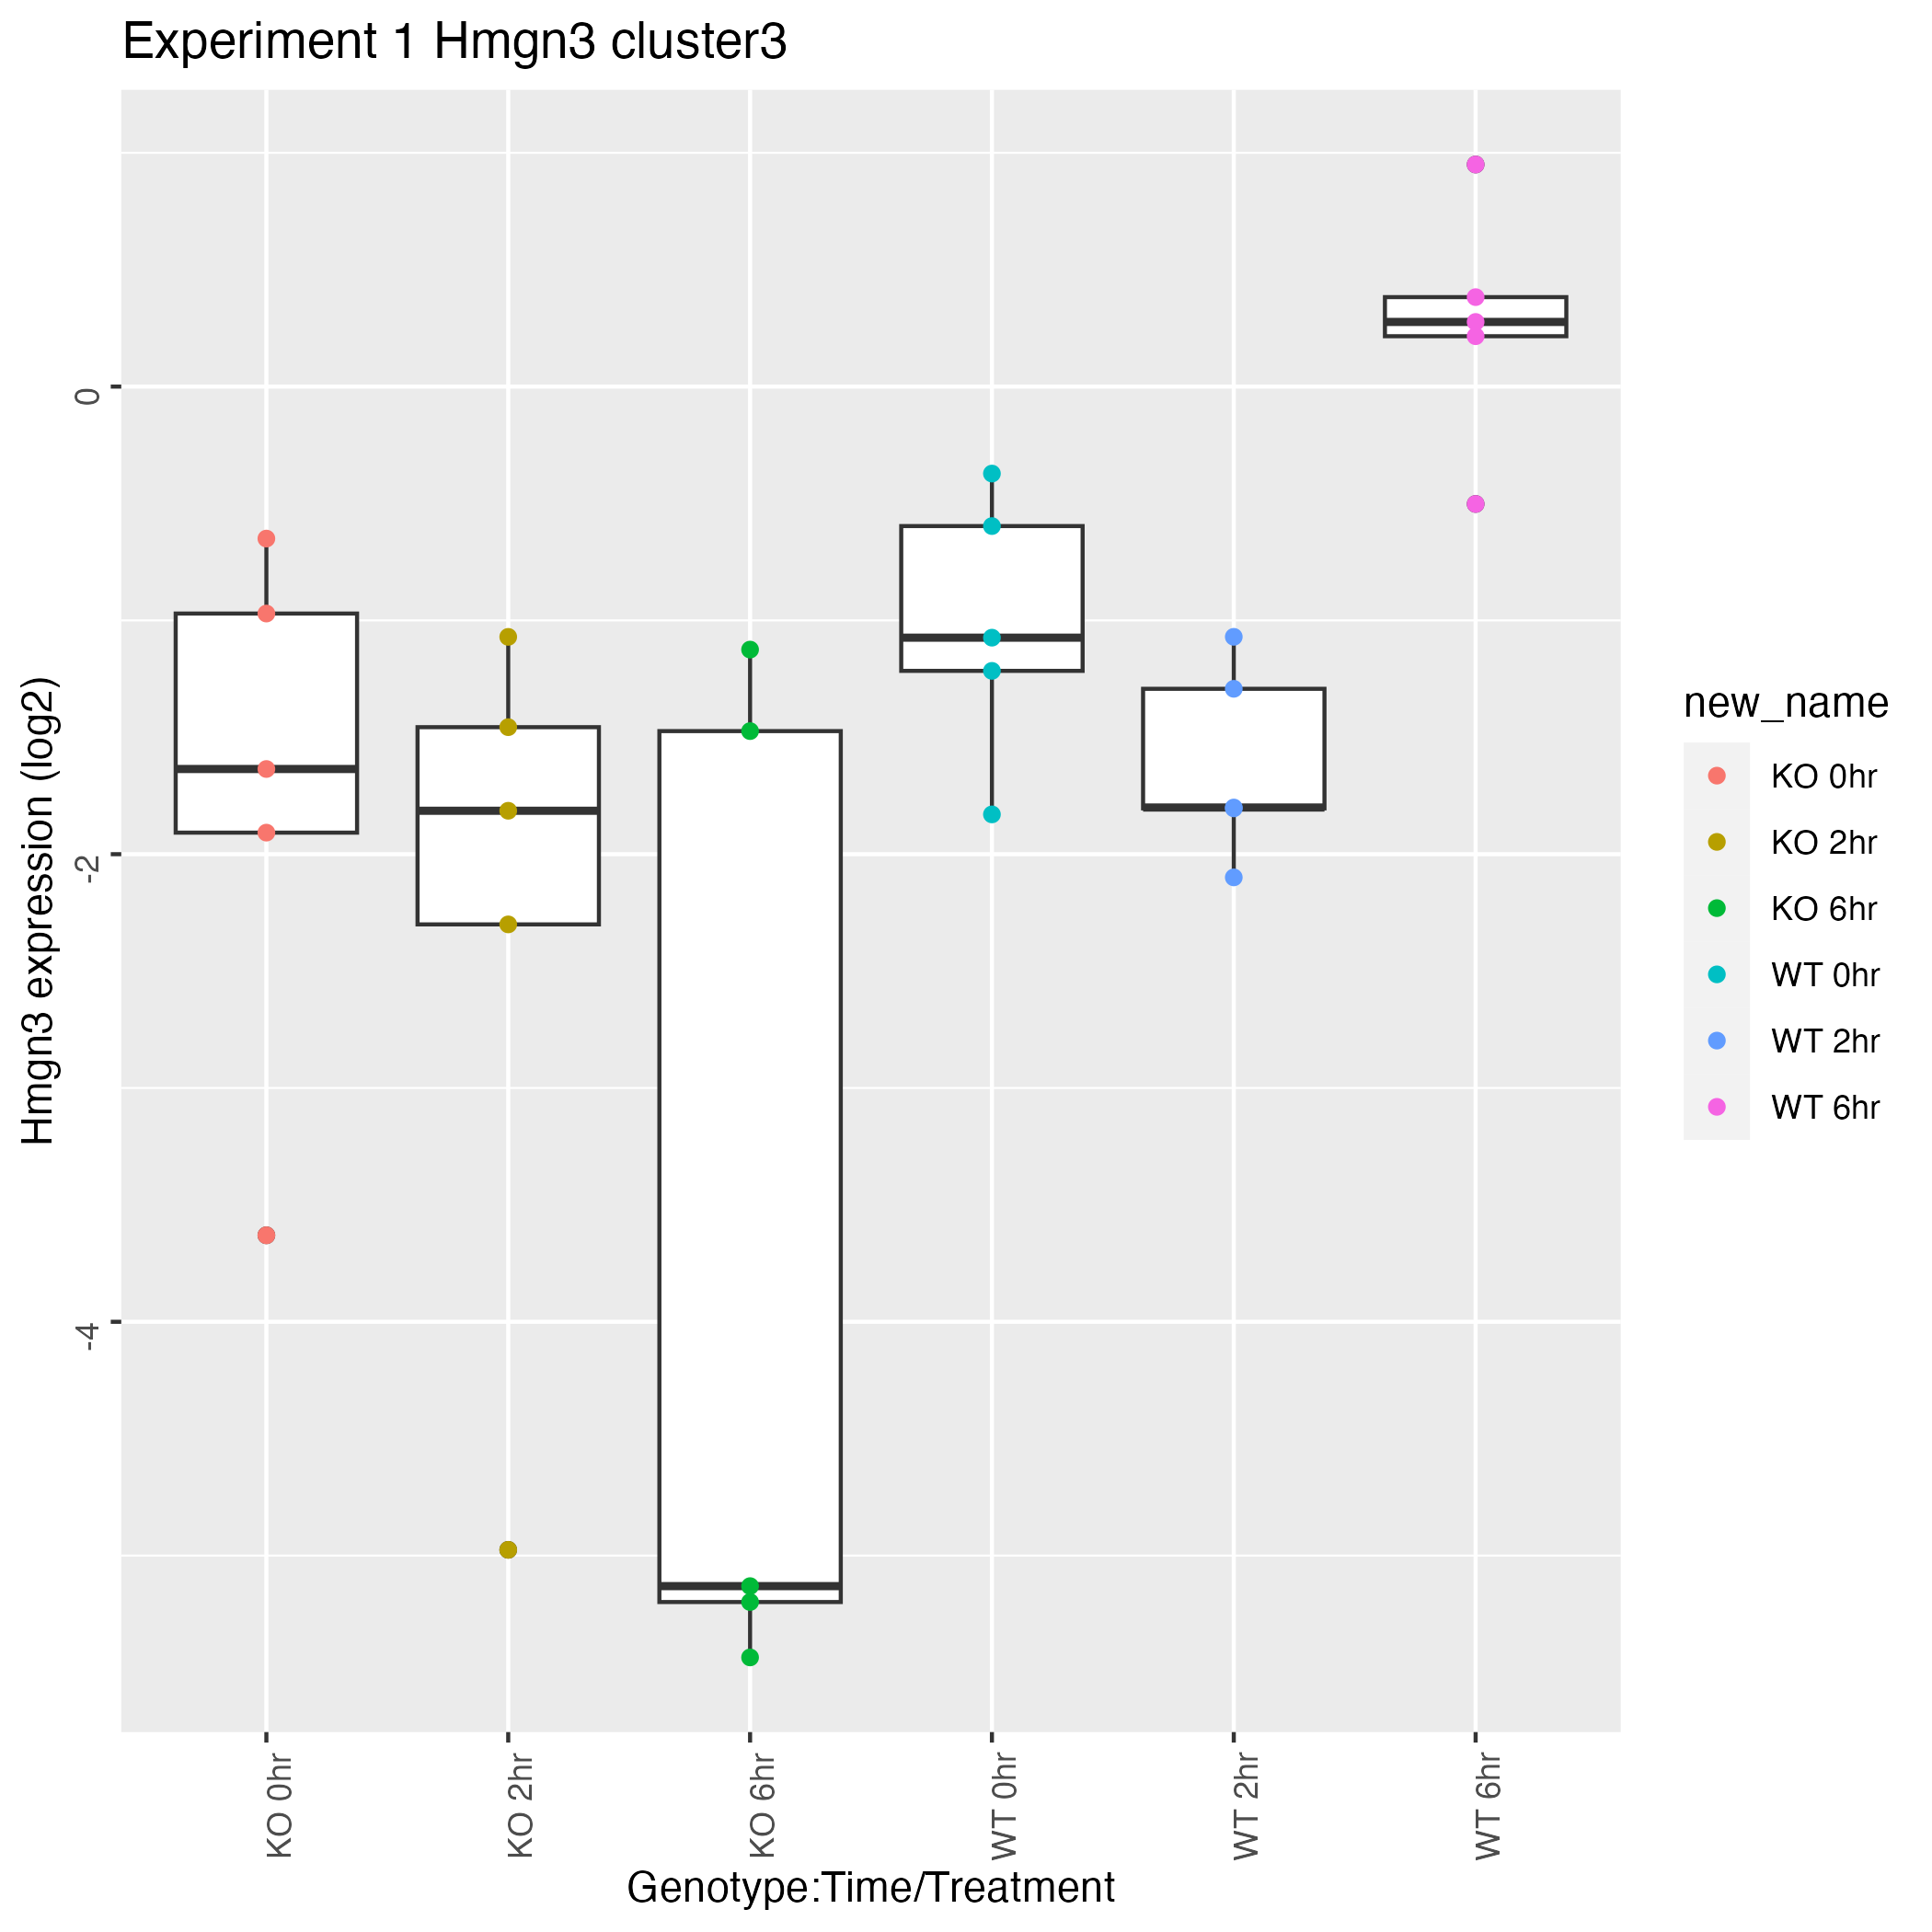 Experiment 1 Hmgn3 cluster3
Hmgn3 expression (log2)
0
-2
-4
KO 0hr
KO 2hr
KO 6hr
WT 0hr
WT 2hr
WT 6hr
Genotype:Time/Treatment
new_name
KO 0hr
KO 2hr
KO 6hr
WT 0hr
WT 2hr
WT 6hr